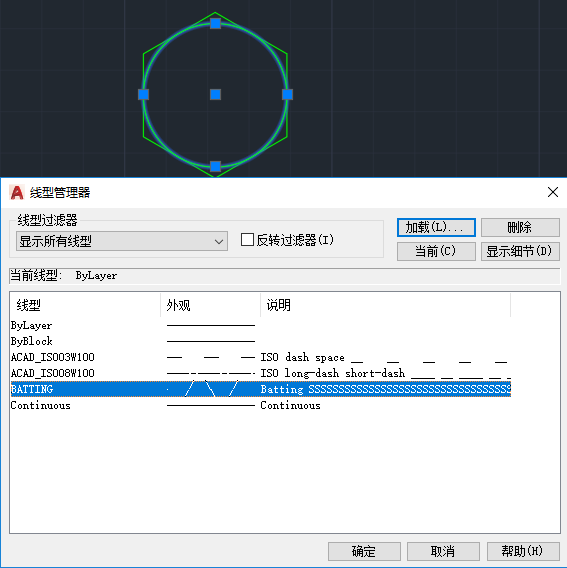 线型管理器
线型过滤器
显示所有线型
反转过滤器(I)
加载(L)...
删除
当前(C)
显示细节(D)
当前线型: ByLayer
线型 外观 说明
ByLayer
ByBlock
ACAD_ISO03W100 ISO dash space __ __ __ __ __
ACAD_ISO08W100 ISO long-dash short-dash ____ __ ____ __ _
BATTING Batting SSSSSSSSSSSSSSSSSSSSSSSSSSSSSSSSSS
Continuous Continuous
确定 取消 帮助(H)